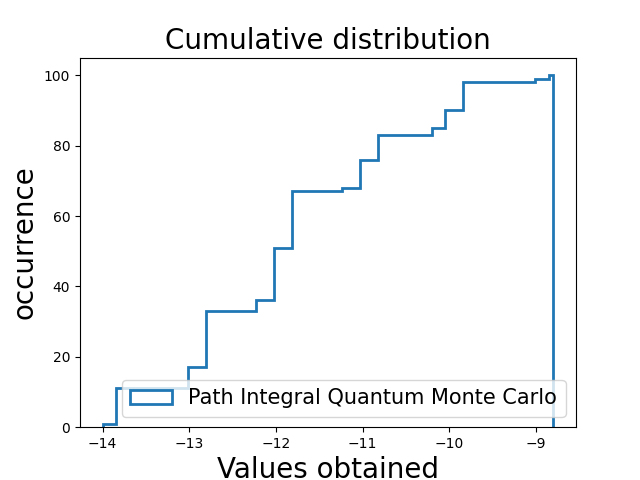 Cumulative distribution
occurrence
100
80
60
40
20
0
Path Integral Quantum Monte Carlo
−14 −13 −12 −11 −10 −9
Values obtained